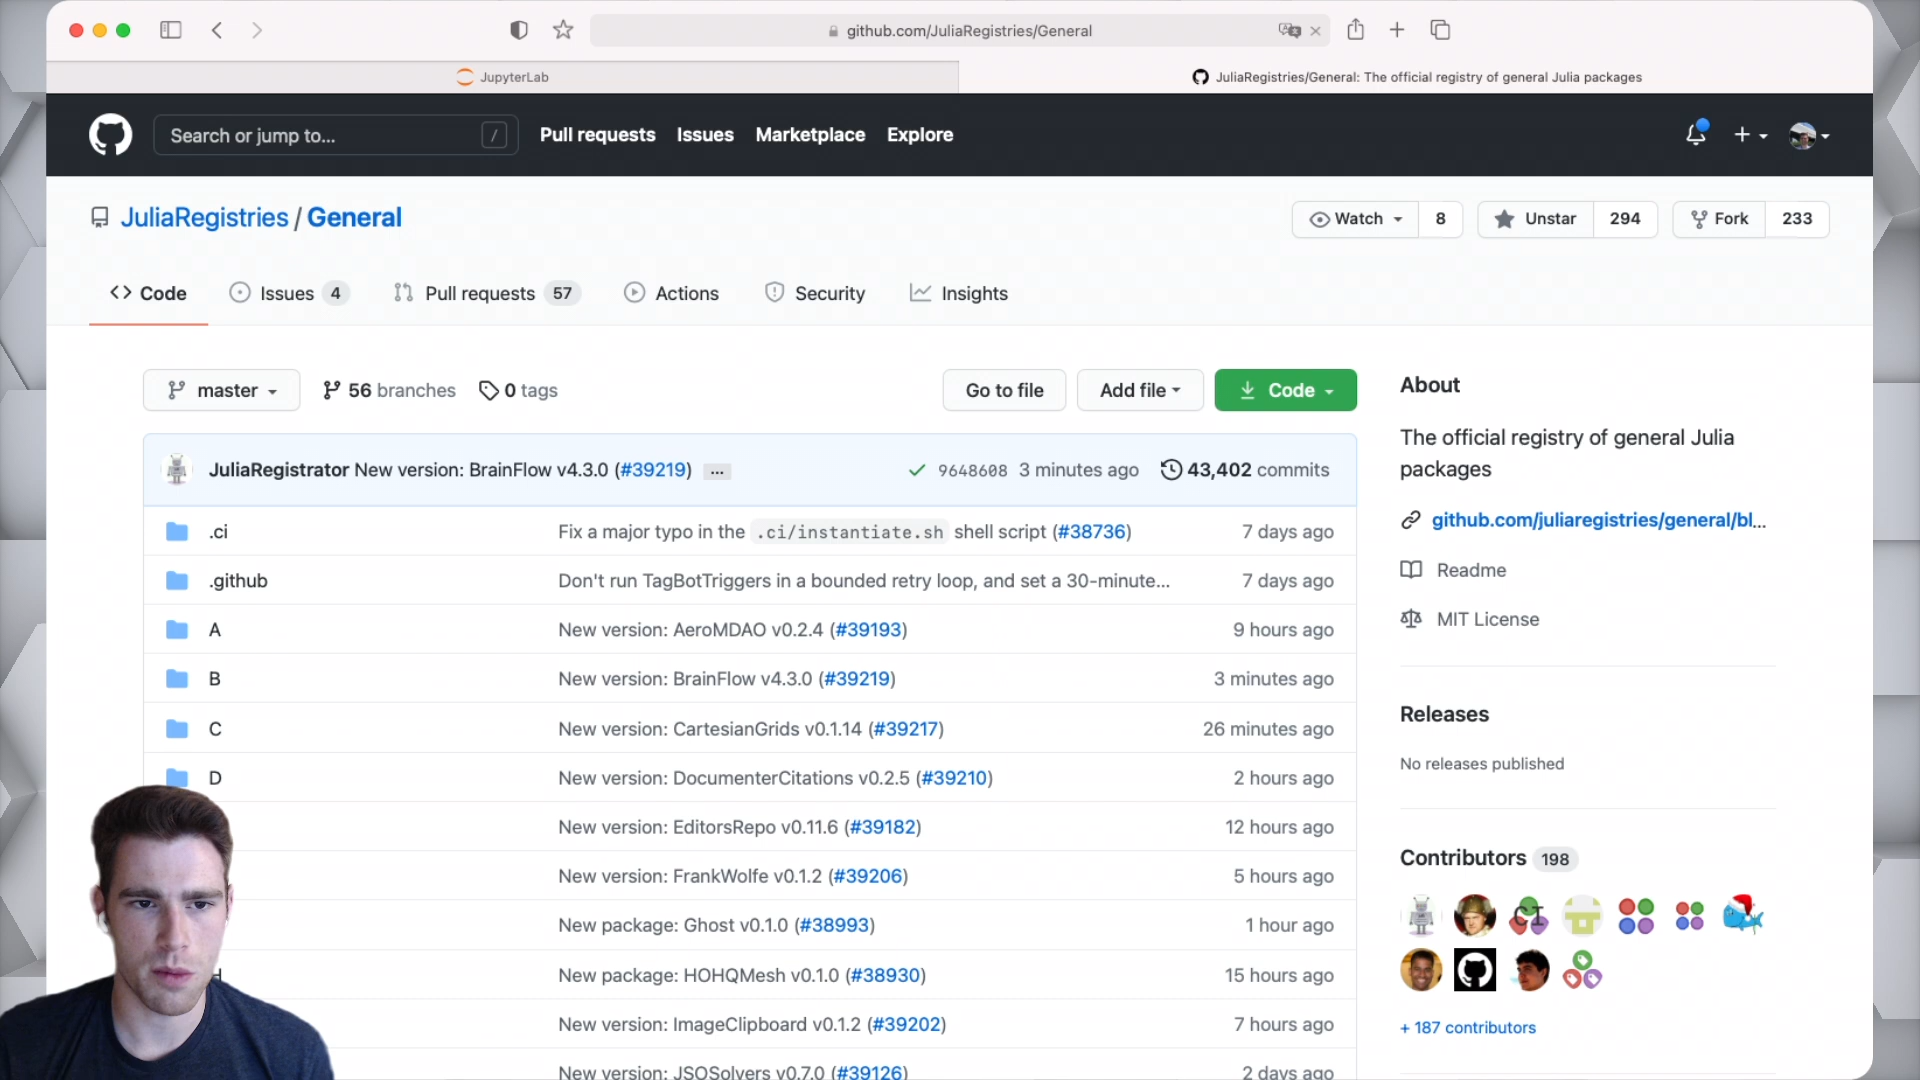 github.com/JuliaRegistries/General
JupyterLab
JuliaRegistries/General: The official registry of general Julia packages
Search or jump to... /
Pull requests Issues Marketplace Explore
JuliaRegistries / General
Watch 8 Unstar 294 Fork 233
Code Issues 4 Pull requests 57 Actions Security Insights
master 56 branches 0 tags Go to file Add file Code
JuliaRegistrator New version: BrainFlow v4.3.0 (#39219) ... 9648608 3 minutes ago 43,402 commits
.ci Fix a major typo in the .ci/instantiate.sh shell script (#38736) 7 days ago
.github Don't run TagBotTriggers in a bounded retry loop, and set a 30-minute... 7 days ago
A New version: AeroMDAO v0.2.4 (#39193) 9 hours ago
B New version: BrainFlow v4.3.0 (#39219) 3 minutes ago
C New version: CartesianGrids v0.1.14 (#39217) 26 minutes ago
D New version: DocumenterCitations v0.2.5 (#39210) 2 hours ago
New version: EditorsRepo v0.11.6 (#39182) 12 hours ago
New version: FrankWolfe v0.1.2 (#39206) 5 hours ago
New package: Ghost v0.1.0 (#38993) 1 hour ago
New package: HOHQMesh v0.1.0 (#38930) 15 hours ago
New version: ImageClipboard v0.1.2 (#39202) 7 hours ago
New version: JSOSolvers v0.7.0 (#39126) 2 days ago
About
The official registry of general Julia
packages
github.com/juliaregistries/general/bl...
Readme
MIT License
Releases
No releases published
Contributors 198
CI
+ 187 contributors